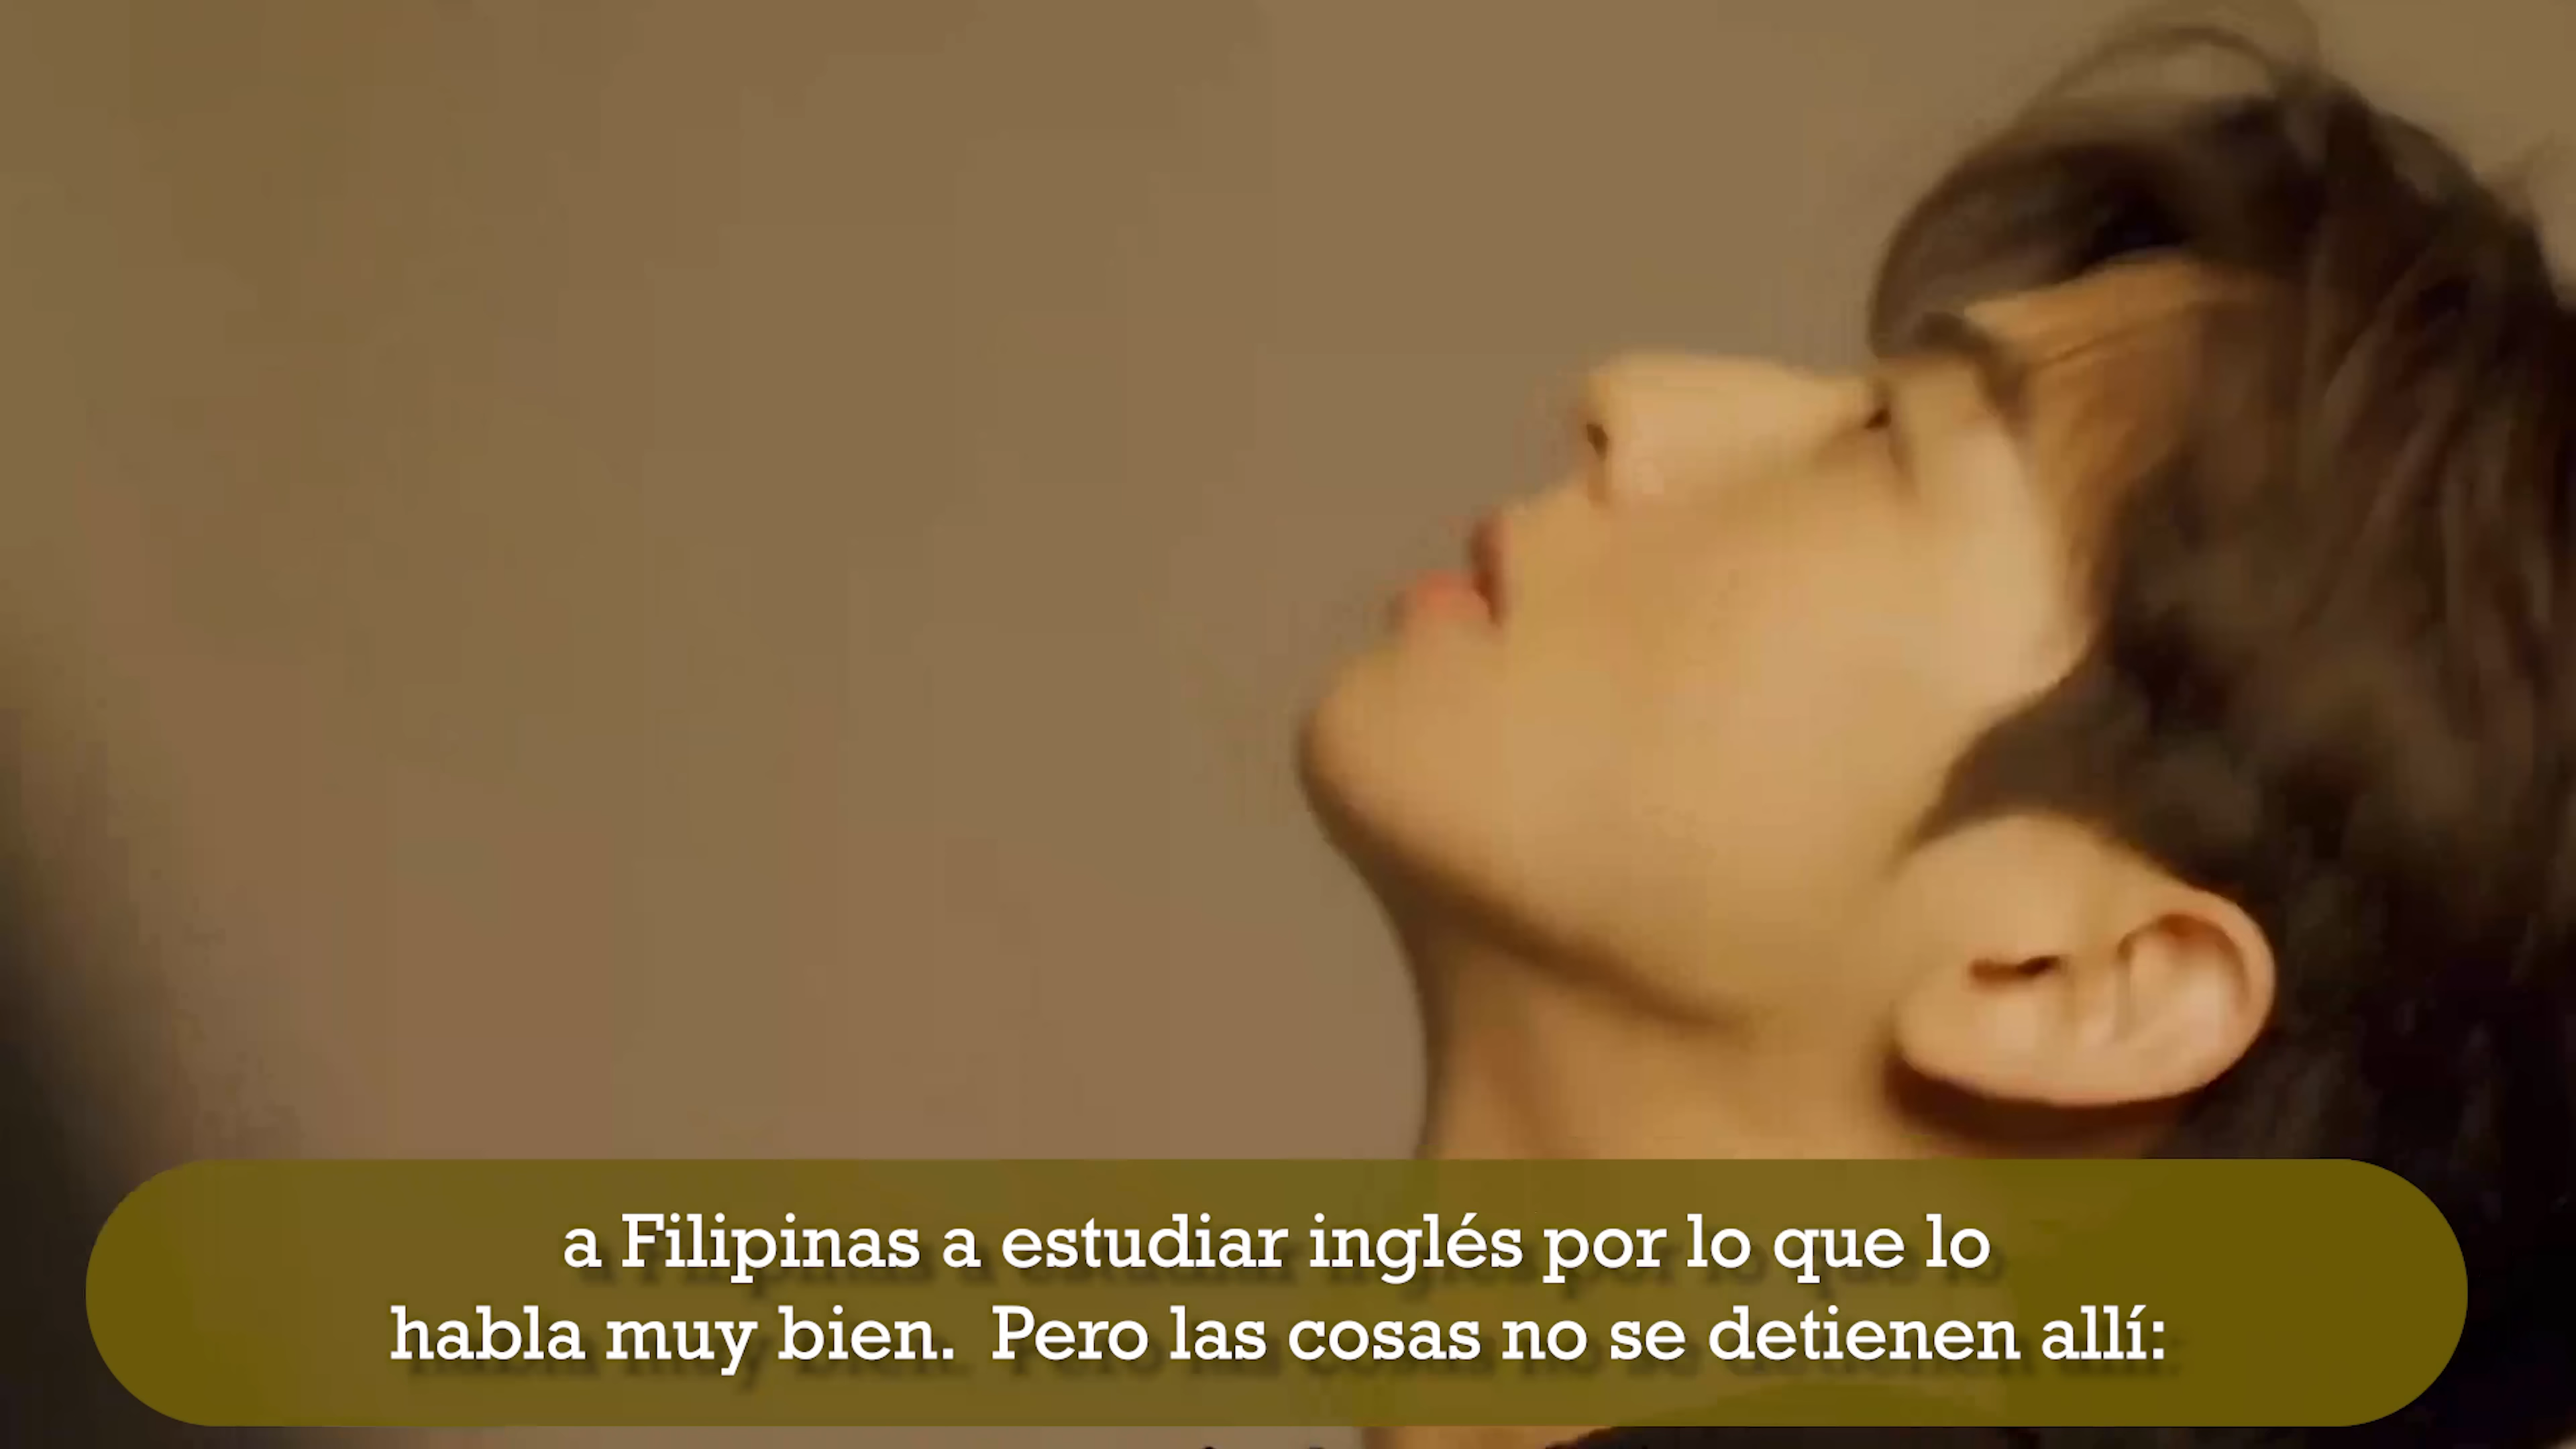 a Filipinas a estudiar inglés por lo que lo
habla muy bien.  Pero las cosas no se detienen allí: